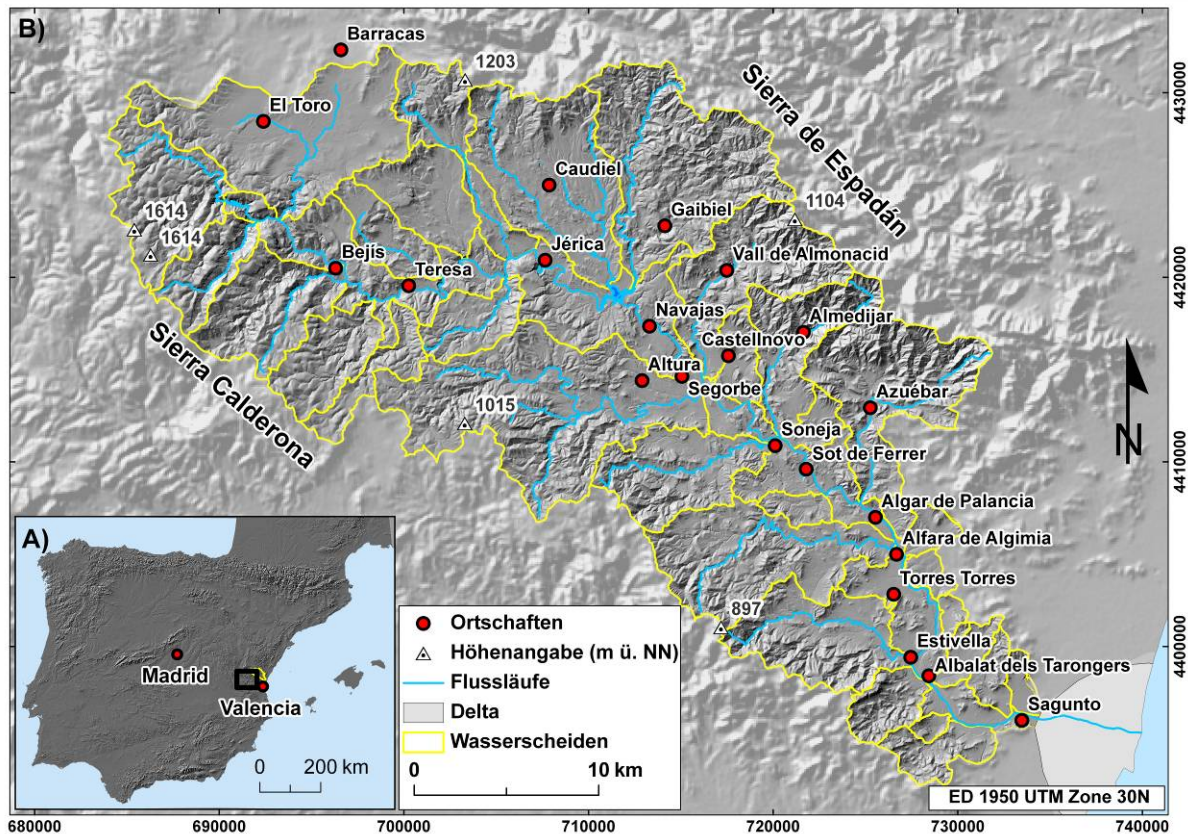 B)
Barracas
1203
El Toro
Sierra de Espadán
Caudiel
1104
1614
1614
Gaibiel
Bejís
Jérica
Vall de Almonacid
Teresa
Navajas
Almedijar
Castellnovo
Sierra Calderona
Altura
Segorbe
1015
Azuébar
N
Soneja
Sot de Ferrer
Algar de Palancia
Alfara de Algimia
Torres Torres
897
Estivella
Albalat dels Tarongers
Sagunto
A)
Madrid
Valencia
0 200 km
Ortschaften
Höhenangabe (m ü. NN)
Flussläufe
Delta
Wasserscheiden
0 10 km
ED 1950 UTM Zone 30N
4430000
4420000
4410000
4400000
680000 690000 700000 710000 720000 730000 740000